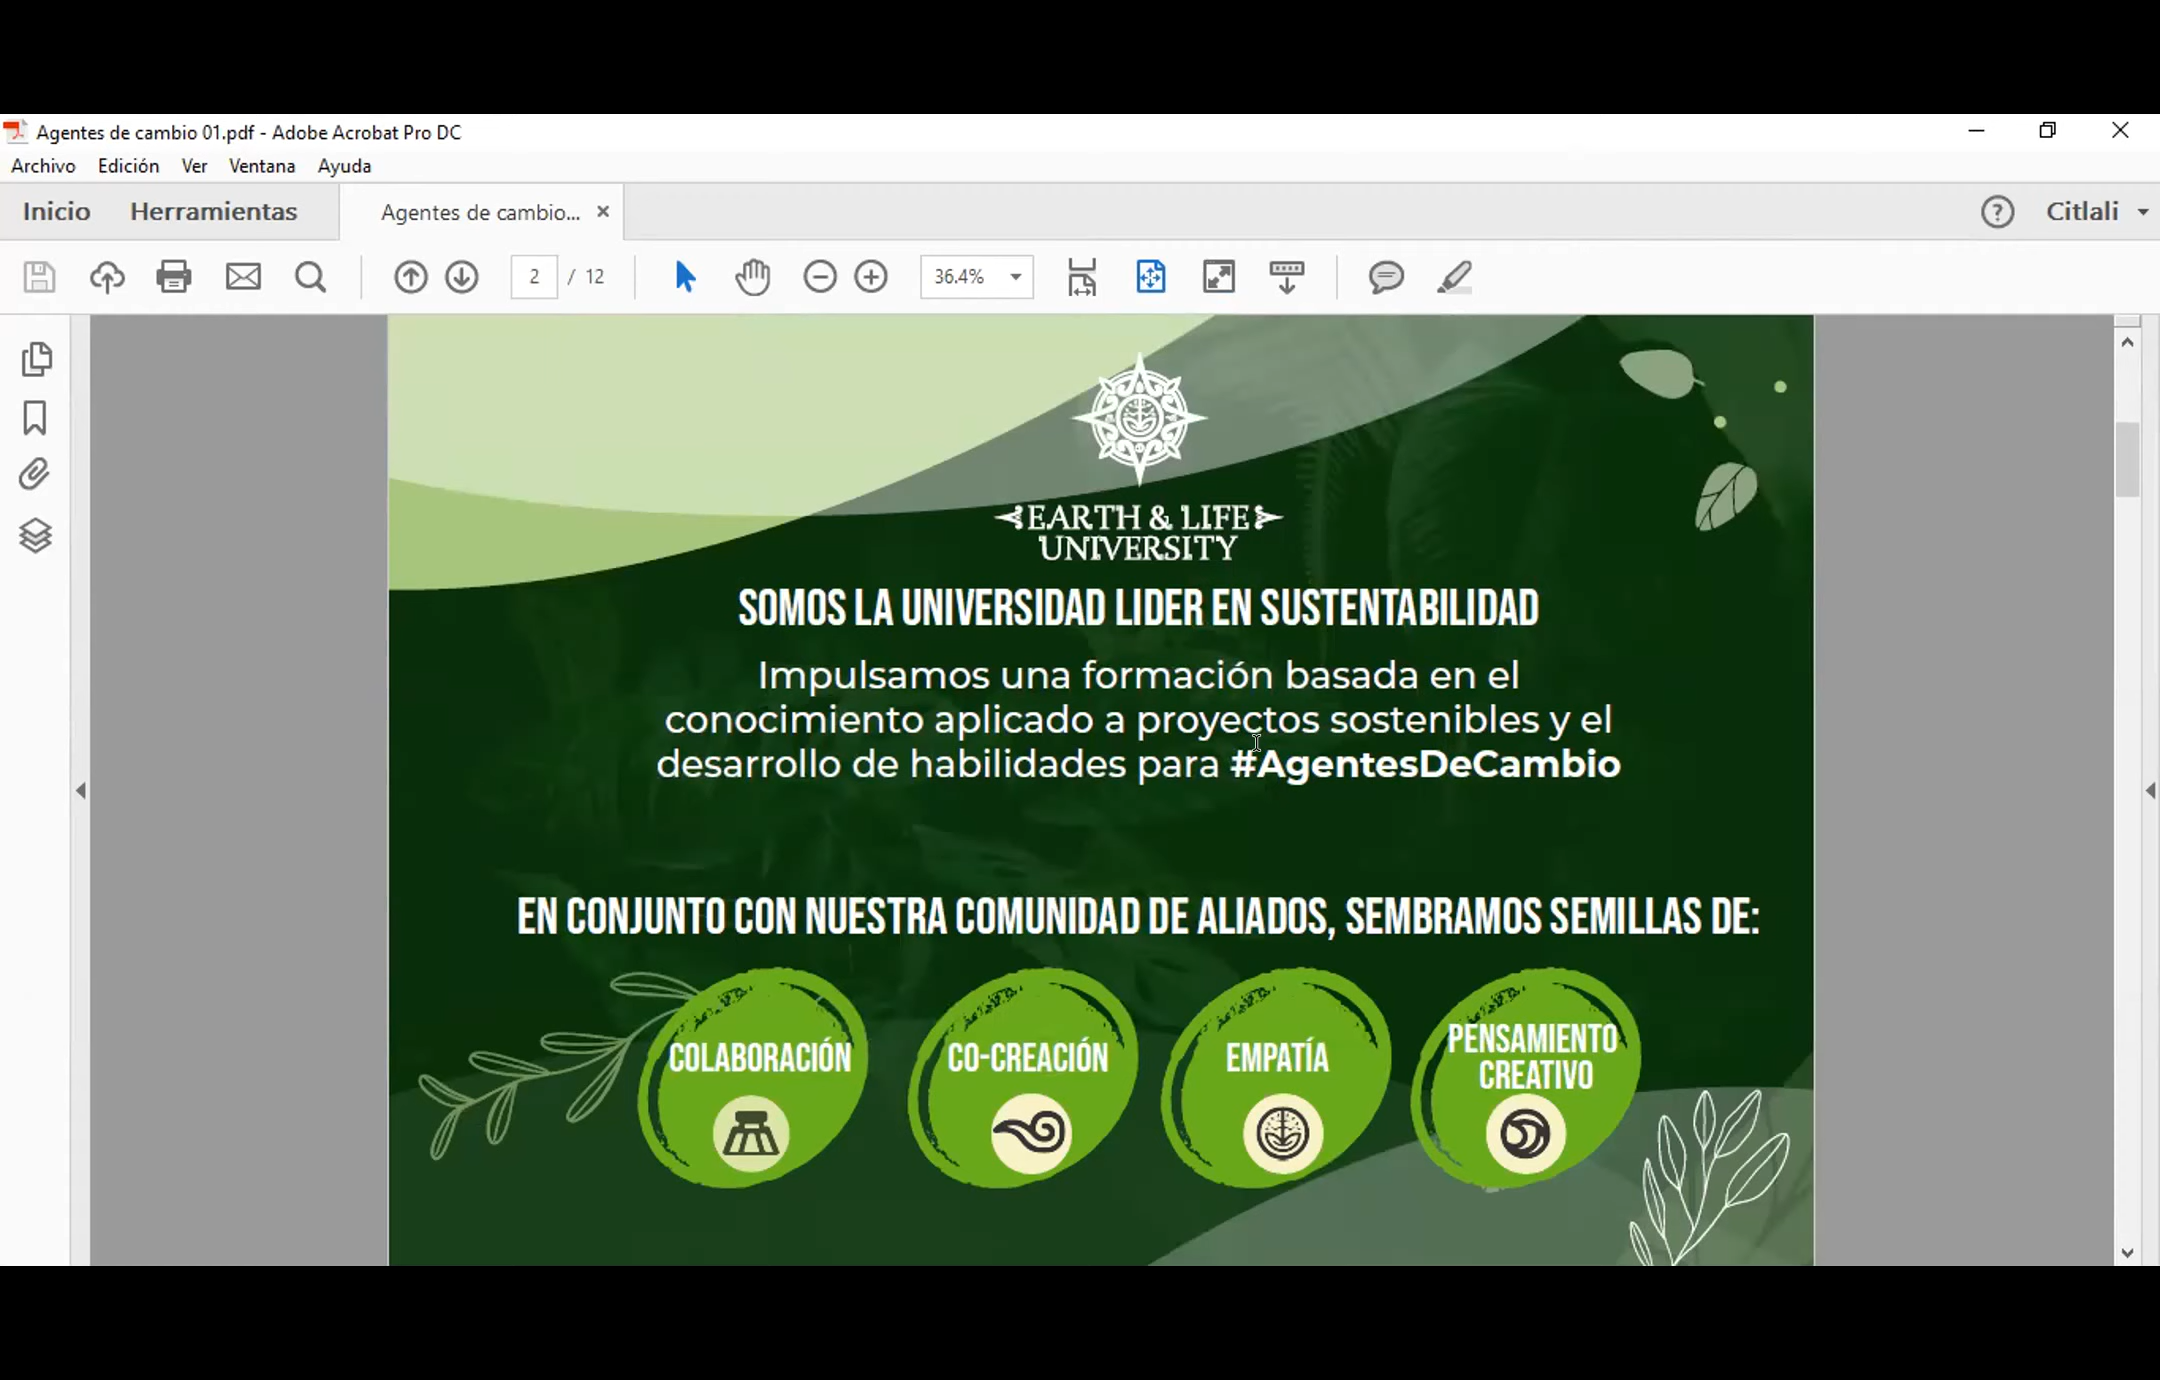 Agentes de cambio 01.pdf - Adobe Acrobat Pro DC
Archivo Edición Ver Ventana Ayuda
Inicio Herramientas Agentes de cambio... Citlali
2 / 12 36.4%
EARTH & LIFE
UNIVERSITY
SOMOS LA UNIVERSIDAD LIDER EN SUSTENTABILIDAD
Impulsamos una formación basada en el
conocimiento aplicado a proyectos sostenibles y el
desarrollo de habilidades para #AgentesDeCambio
EN CONJUNTO CON NUESTRA COMUNIDAD DE ALIADOS, SEMBRAMOS SEMILLAS DE:
COLABORACIÓN
CO-CREACIÓN
EMPATÍA
PENSAMIENTO
CREATIVO